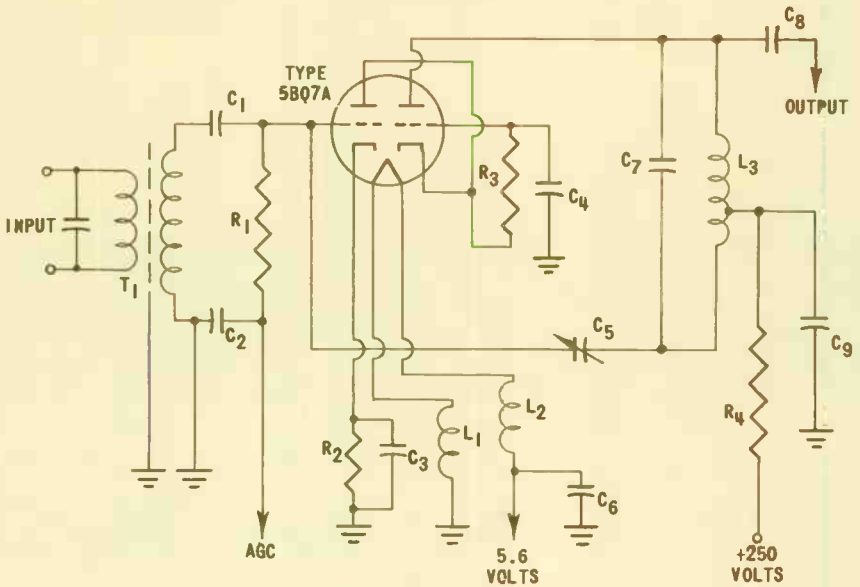 TYPE
5BQ7A
C1
C8
OUTPUT
INPUT
T1
R1
C2
R3
C4
C7
L3
C5
C9
R4
R2
C3
L1
L2
C6
AGC
5.6
VOLTS
+250
VOLTS